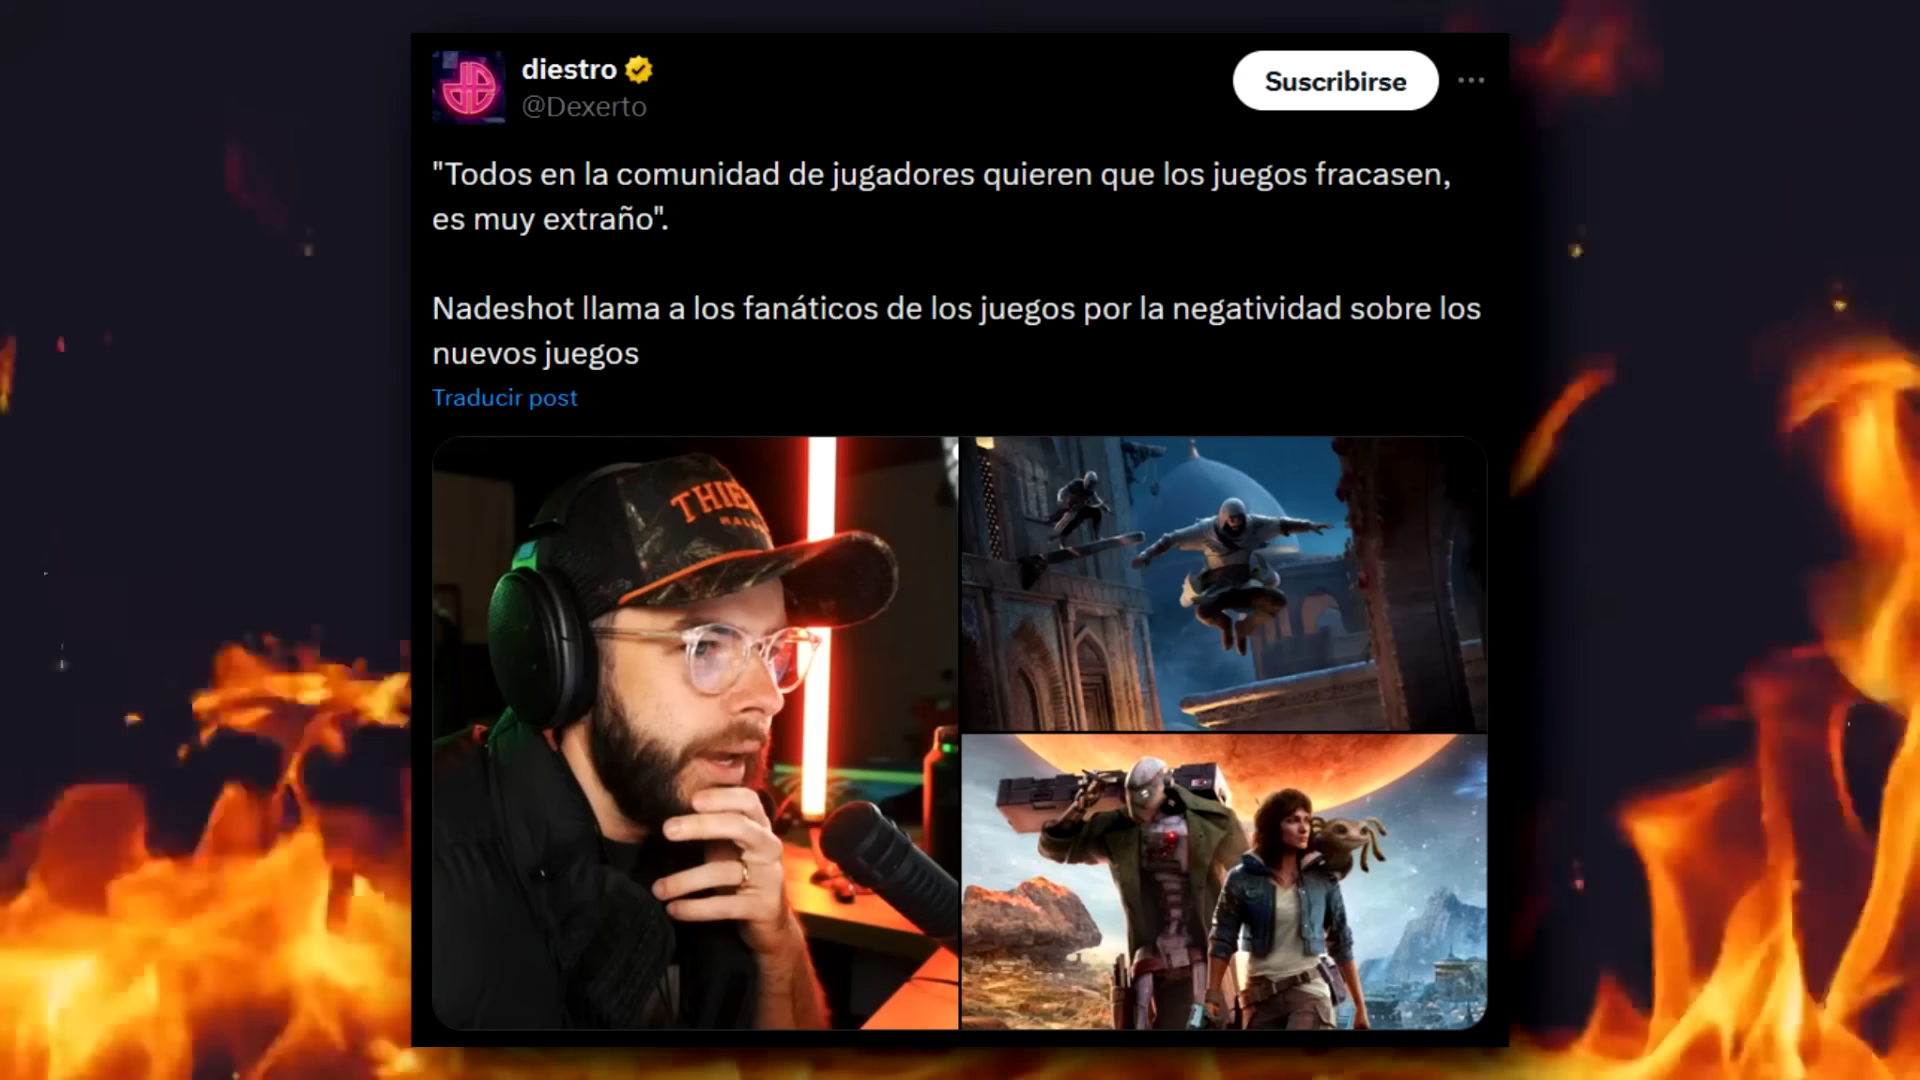 diestro
@Dexerto
Suscribirse
"Todos en la comunidad de jugadores quieren que los juegos fracasen,
es muy extraño".
Nadeshot llama a los fanáticos de los juegos por la negatividad sobre los
nuevos juegos
Traducir post